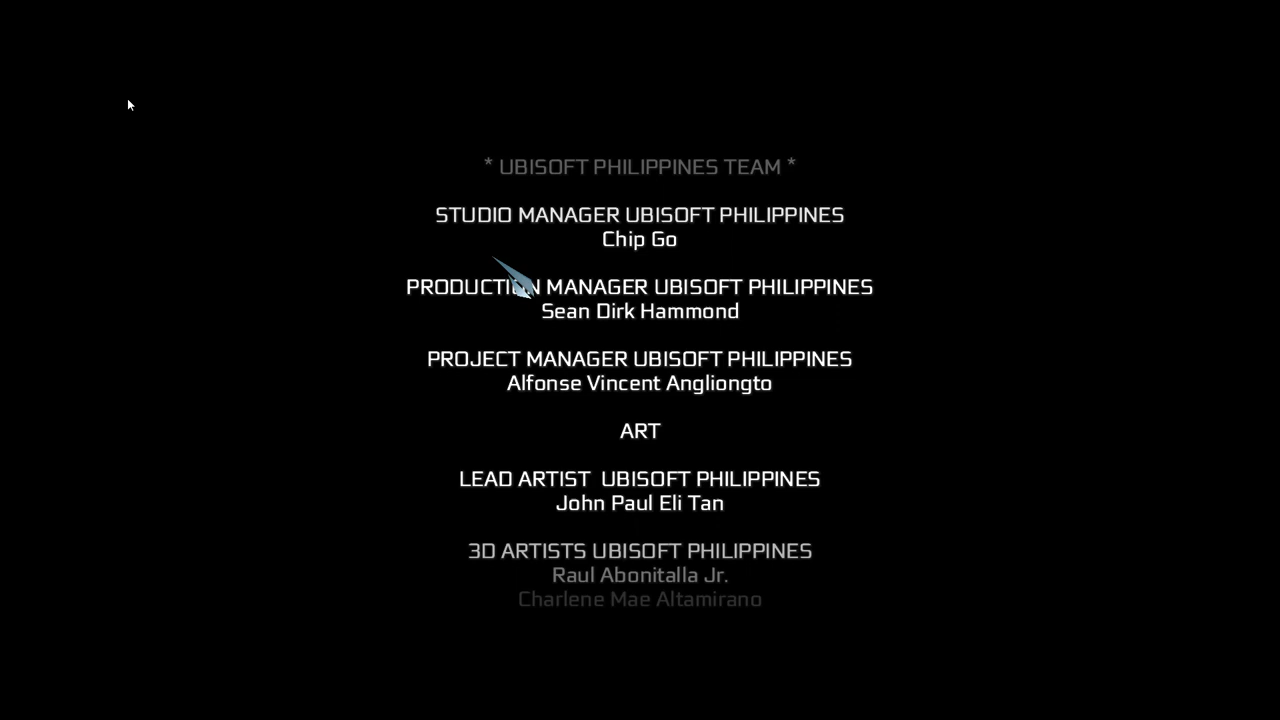 * UBISOFT PHILIPPINES TEAM *
STUDIO MANAGER UBISOFT PHILIPPINES
Chip Go
PRODUCTION MANAGER UBISOFT PHILIPPINES
Sean Dirk Hammond
PROJECT MANAGER UBISOFT PHILIPPINES
Alfonse Vincent Angliongto
ART
LEAD ARTIST  UBISOFT PHILIPPINES
John Paul Eli Tan
3D ARTISTS UBISOFT PHILIPPINES
Raul Abonitalla Jr.
Charlene Mae Altamirano